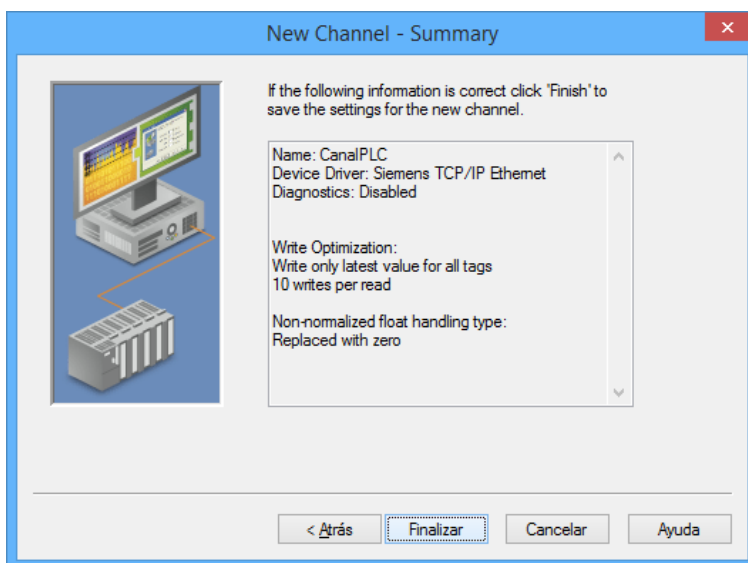 New Channel - Summary
If the following information is correct click 'Finish' to
save the settings for the new channel.
Name: CanalPLC
Device Driver: Siemens TCP/IP Ethernet
Diagnostics: Disabled
Write Optimization:
Write only latest value for all tags
10 writes per read
Non-normalized float handling type:
Replaced with zero
< Atrás
Finalizar
Cancelar
Ayuda